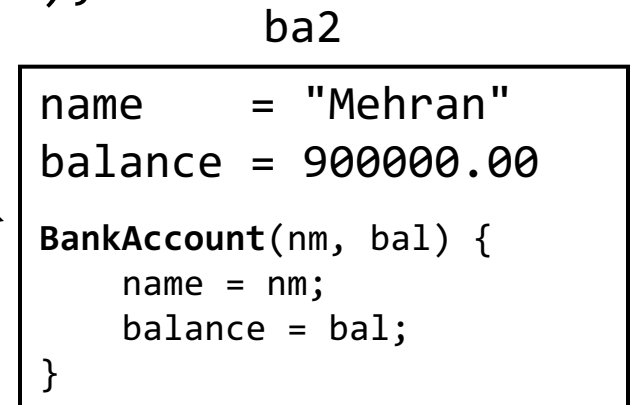 );
ba2
name    = "Mehran"
balance = 900000.00
BankAccount(nm, bal) {
    name = nm;
    balance = bal;
}